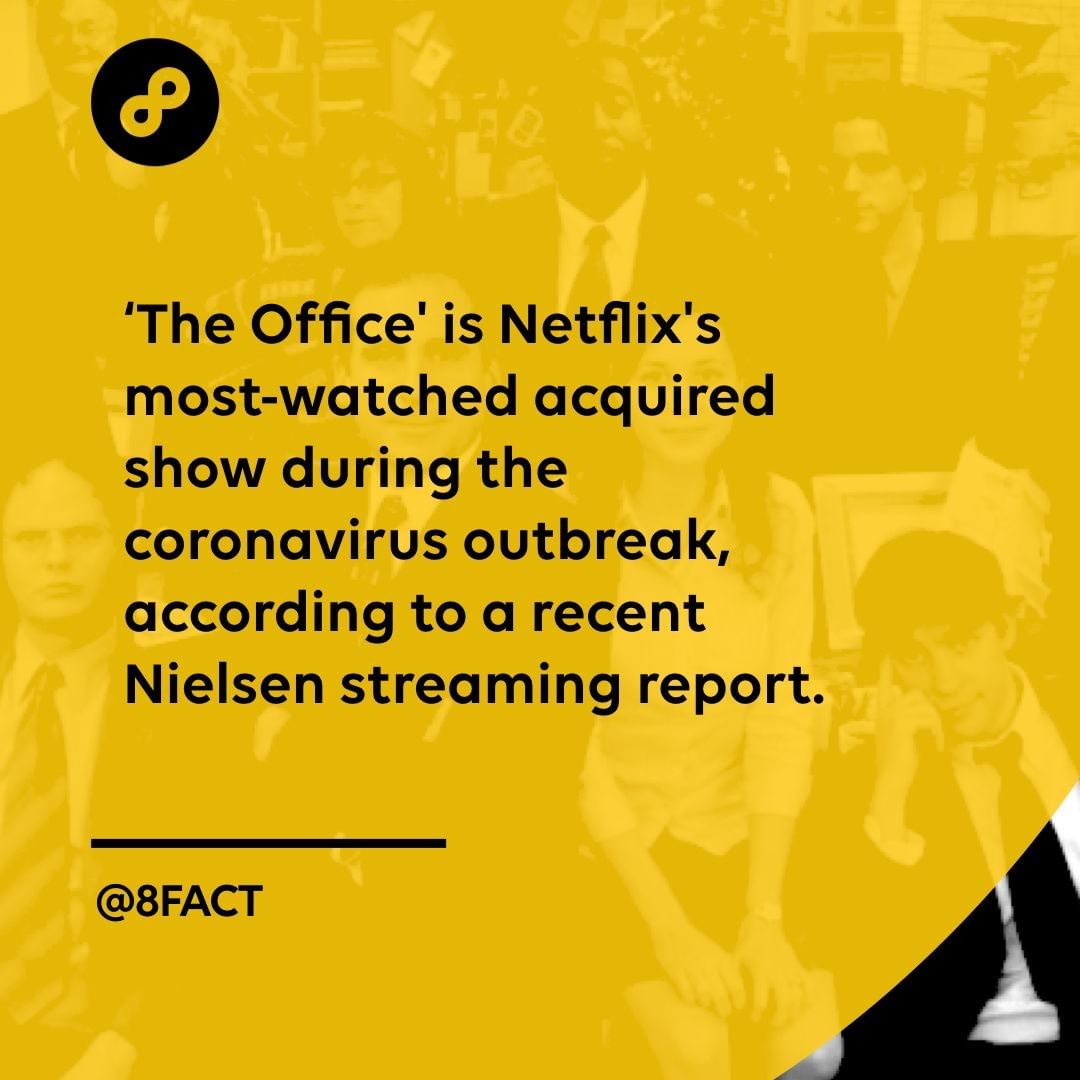 ‘The Office' is Netflix's
most-watched acquired
show during the
coronavirus outbreak,
according to a recent
Nielsen streaming report.
@8FACT